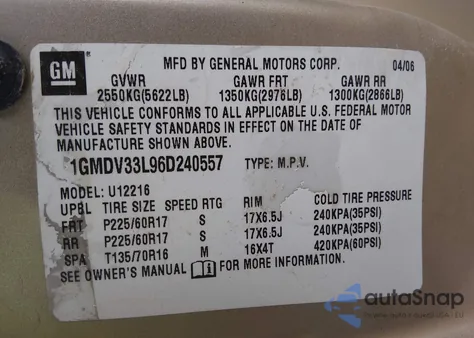 GM
MFD BY GENERAL MOTORS CORP. 04/06
GVWR GAWR FRT GAWR RR
2550KG(5622LB) 1350KG(2976LB) 1300KG(2866LB)
THIS VEHICLE CONFORMS TO ALL APPLICABLE U.S. FEDERAL MOTOR
VEHICLE SAFETY STANDARDS IN EFFECT ON THE DATE OF
MANUFACTURE SHOWN ABOVE.
1GMDV33L96D240557 TYPE: M.P.V.
MODEL: U12216
UPBL TIRE SIZE SPEED RTG RIM COLD TIRE PRESSURE
FRT P225/60R17 S 17X6.5J 240KPA(35PSI)
RR P225/60R17 S 17X6.5J 240KPA(35PSI)
SPA T135/70R16 M 16X4T 420KPA(60PSI)
SEE OWNER'S MANUAL FOR MORE INFORMATION.
autoSnap